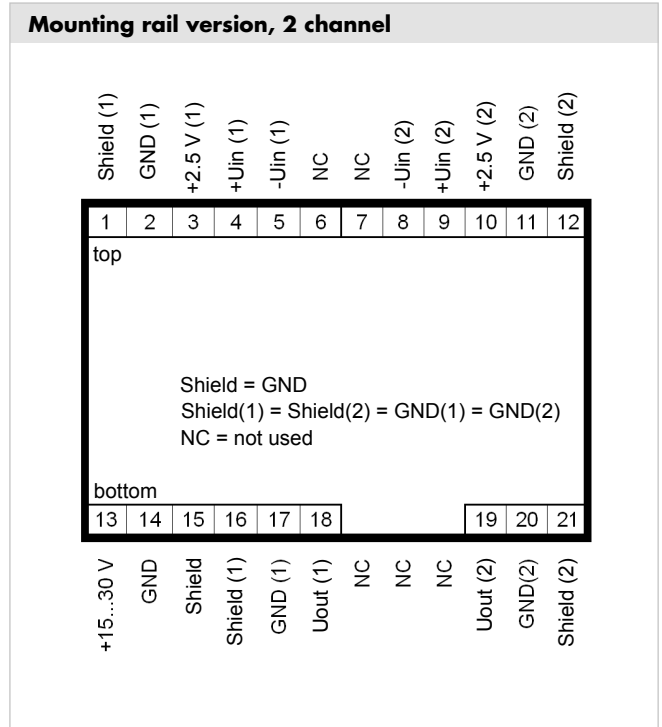 Mounting rail version, 2 channel
Shield (1)
GND (1)
+2.5 V (1)
+Uin (1)
-Uin (1)
NC
NC
-Uin (2)
+Uin (2)
+2.5 V (2)
GND (2)
Shield (2)
1 2 3 4 5 6 7 8 9 10 11 12
top
Shield = GND
Shield(1) = Shield(2) = GND(1) = GND(2)
NC = not used
bottom
13 14 15 16 17 18 19 20 21
+15...30 V
GND
Shield
Shield (1)
GND (1)
Uout (1)
NC
NC
NC
Uout (2)
GND(2)
Shield (2)